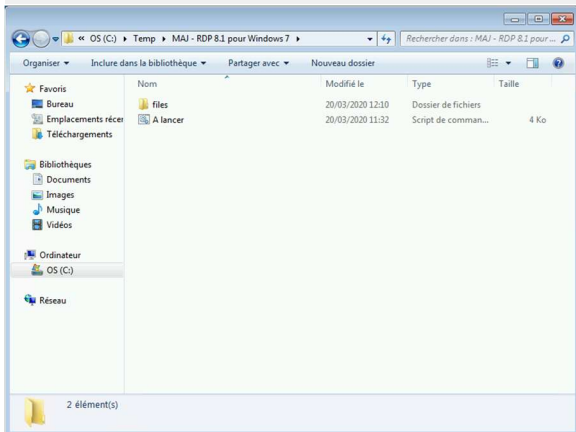 « OS (C:) ▸ Temp ▸ MAJ - RDP 8.1 pour Windows 7 ▸
Rechercher dans : MAJ - RDP 8.1 pour ...
Organiser Inclure dans la bibliothèque Partager avec Nouveau dossier
Nom Modifié le Type Taille
files 20/03/2020 12:10 Dossier de fichiers
A lancer 20/03/2020 11:32 Script de comman... 4 Ko
Favoris
Bureau
Emplacements récer
Téléchargements
Bibliothèques
Documents
Images
Musique
Vidéos
Ordinateur
OS (C:)
Réseau
2 élément(s)